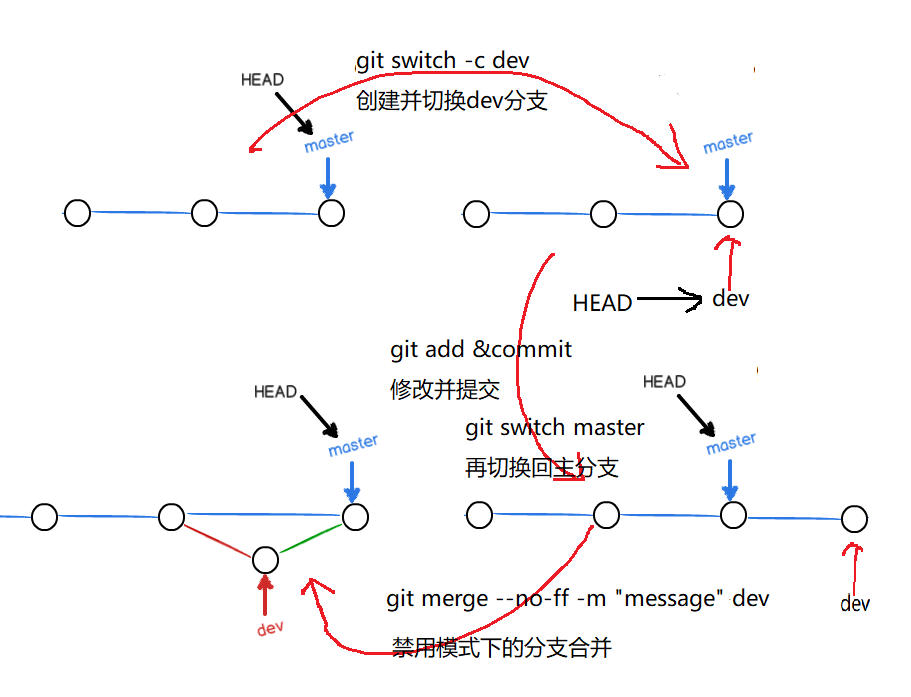 git switch -c dev
HEAD
创建并切换dev分支
master
master
HEAD
dev
git add &commit
修改并提交
HEAD
HEAD
git switch master
master
master
再切换回主分支
git merge --no-ff -m "message" dev
dev
dev
禁用模式下的分支合并